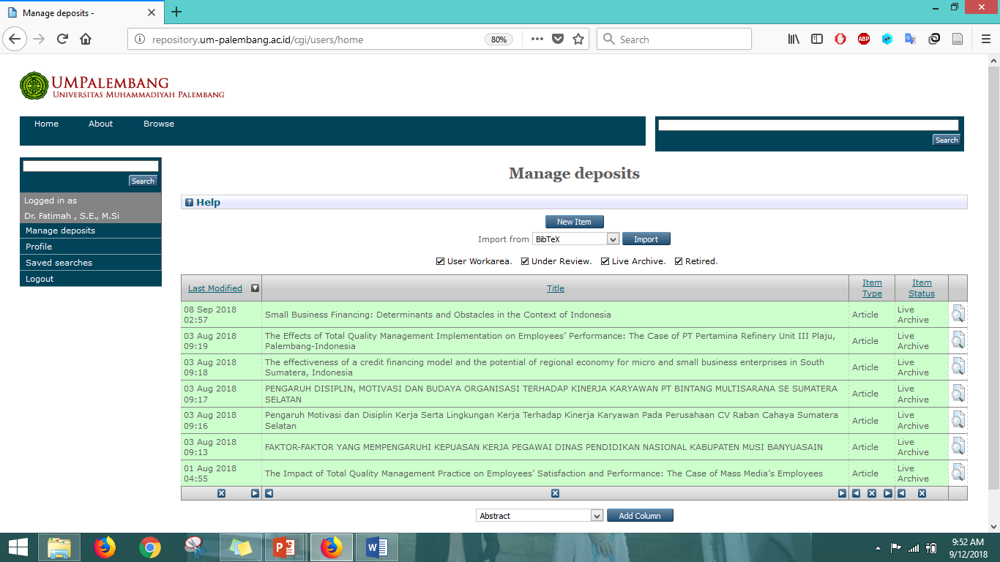 Manage deposits -
repository.um-palembang.ac.id/cgi/users/home
80%
Search
ABP
UMPALEMBANG
UNIVERSITAS MUHAMMADIYAH PALEMBANG
Home
About
Browse
Search
Search
Logged in as
Dr. Fatimah , S.E., M.Si
Manage deposits
Profile
Saved searches
Logout
Manage deposits
Help
New Item
Import from BibTeX Import
User Workarea. Under Review. Live Archive. Retired.
Last Modified
Title
Item
Type
Item
Status
08 Sep 2018
02:57
Small Business Financing: Determinants and Obstacles in the Context of Indonesia
Article
Live
Archive
03 Aug 2018
09:19
The Effects of Total Quality Management Implementation on Employees’ Performance: The Case of PT Pertamina Refinery Unit III Plaju,
Palembang-Indonesia
Article
Live
Archive
03 Aug 2018
09:18
The effectiveness of a credit financing model and the potential of regional economy for micro and small business enterprises in South
Sumatera, Indonesia
Article
Live
Archive
03 Aug 2018
09:17
PENGARUH DISIPLIN, MOTIVASI DAN BUDAYA ORGANISASI TERHADAP KINERJA KARYAWAN PT BINTANG MULTISARANA SE SUMATERA
SELATAN
Article
Live
Archive
03 Aug 2018
09:16
Pengaruh Motivasi dan Disiplin Kerja Serta Lingkungan Kerja Terhadap Kinerja Karyawan Pada Perusahaan CV Raban Cahaya Sumatera
Selatan
Article
Live
Archive
03 Aug 2018
09:13
FAKTOR-FAKTOR YANG MEMPENGARUHI KEPUASAN KERJA PEGAWAI DINAS PENDIDIKAN NASIONAL KABUPATEN MUSI BANYUASAIN
Article
Live
Archive
01 Aug 2018
04:55
The Impact of Total Quality Management Practice on Employees’ Satisfaction and Performance: The Case of Mass Media’s Employees
Article
Live
Archive
Abstract
Add Column
9:52 AM
9/12/2018